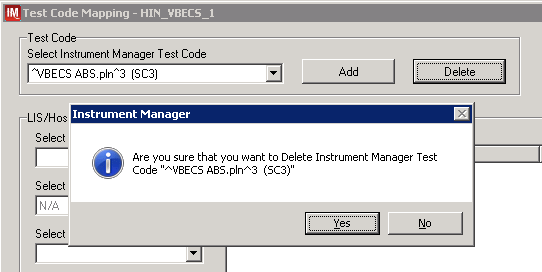 IM Test Code Mapping - HIN_VBECS_1
Test Code
Select Instrument Manager Test Code
^VBECS ABS.pln^3 (SC3)
Add
Delete
LIS/Hos
Select
Instrument Manager
Are you sure that you want to Delete Instrument Manager Test
Code "^VBECS ABS.pln^3 (SC3)"
Select
N/A
Yes
No
Select